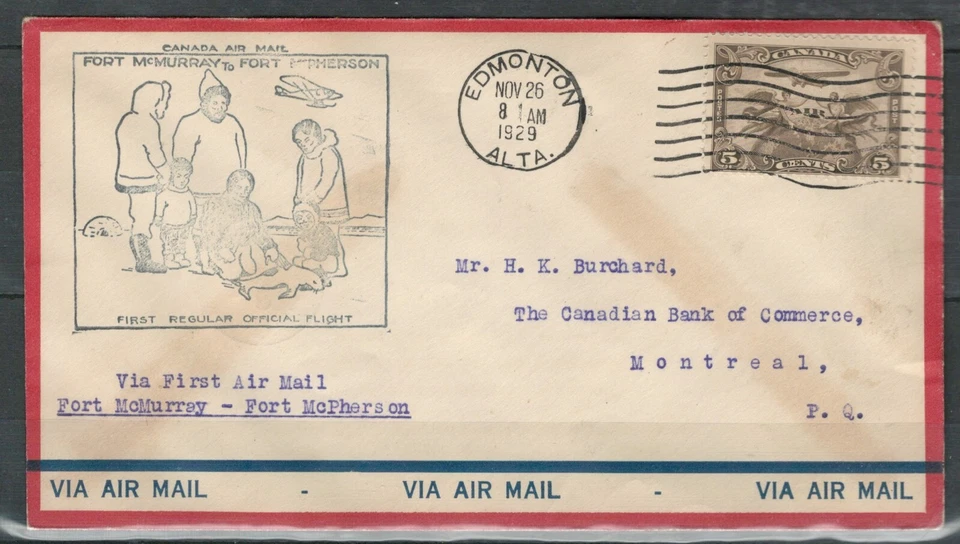 CANADA AIR MAIL
FORT McMURRAY To FORT McPHERSON
FIRST REGULAR OFFICIAL FLIGHT
EDMONTON
NOV 26
8 1 AM
1929
ALTA.
CANADA
5 CENTS 5
Mr. H. K. Burchard,
The Canadian Bank of Commerce,
Montreal,
P. Q.
Via First Air Mail
Fort McMurray - Fort McPherson
VIA AIR MAIL - VIA AIR MAIL - VIA AIR MAIL